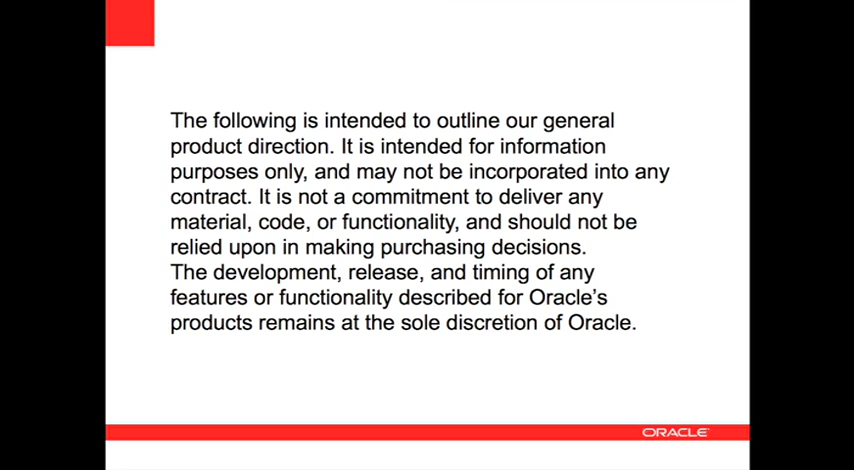 The following is intended to outline our general
product direction. It is intended for information
purposes only, and may not be incorporated into any
contract. It is not a commitment to deliver any
material, code, or functionality, and should not be
relied upon in making purchasing decisions.
The development, release, and timing of any
features or functionality described for Oracle’s
products remains at the sole discretion of Oracle.
ORACLE